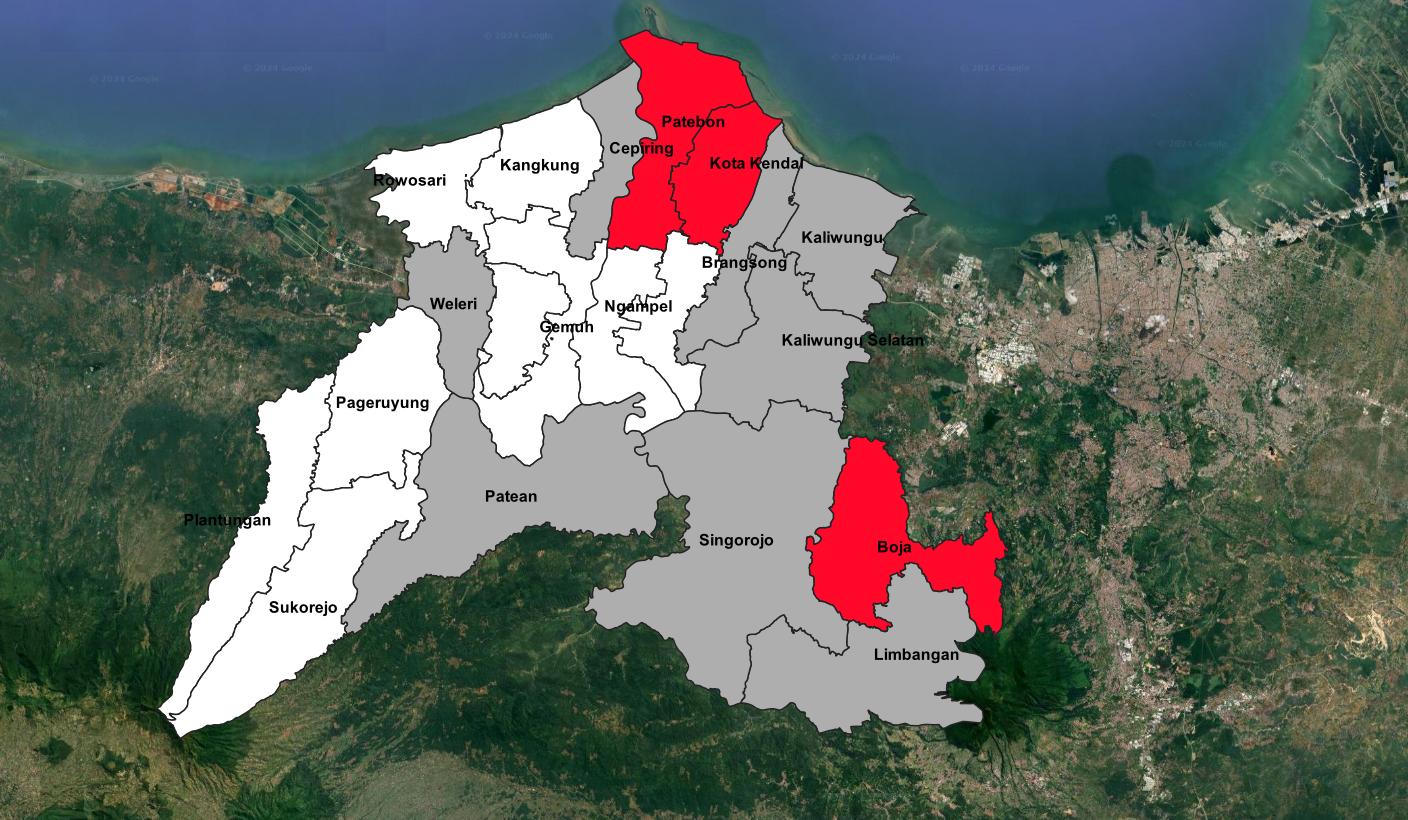 © 2024 Google
© 2024 Google
© 2024 Google
© 2024 Google
© 2024 Google
© 2024 Google
Patebon
Cepiring
Kota Kendal
Kangkung
Rowosari
Kaliwungu
Brangsong
Weleri
Ngampel
Gemuh
Kaliwungu Selatan
Pageruyung
Patean
Plantungan
Singorojo
Boja
Sukorejo
Limbangan